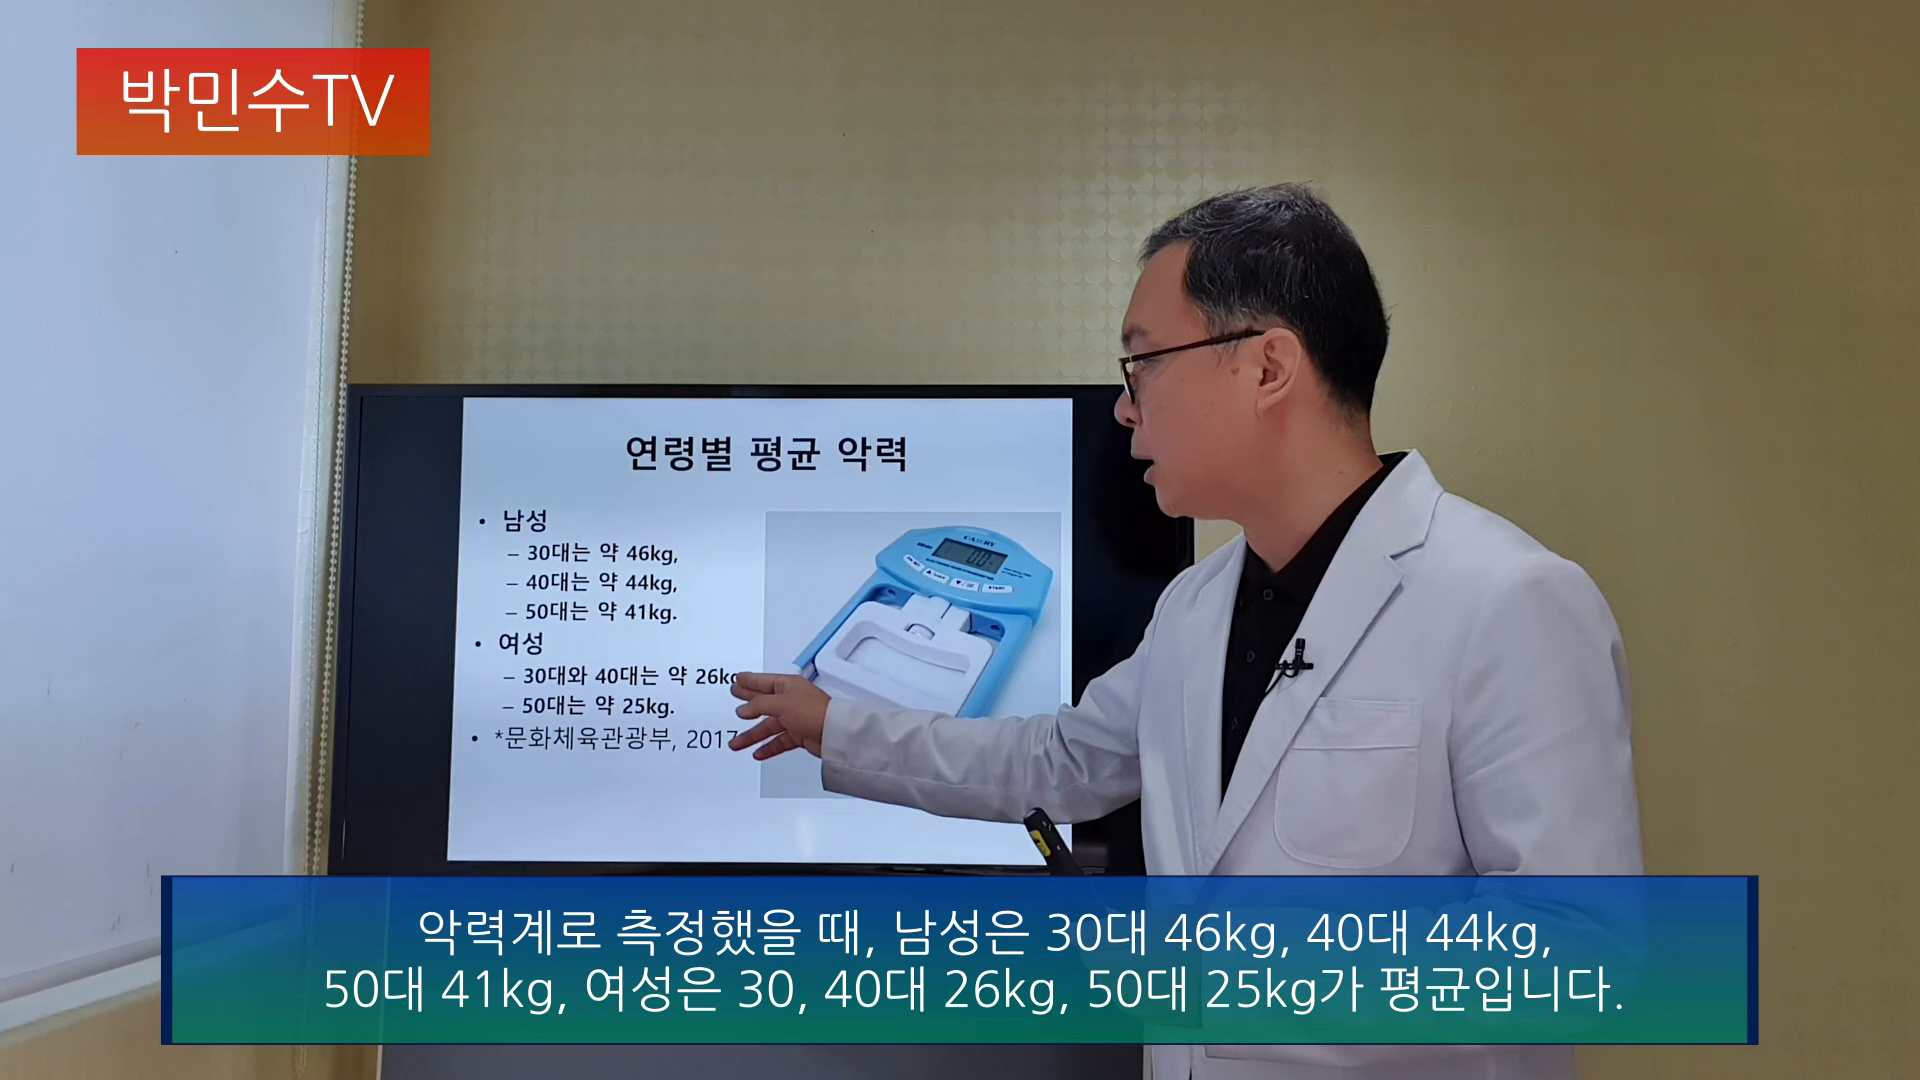 박민수TV
연령별 평균 악력
• 남성
– 30대는 약 46kg,
– 40대는 약 44kg,
– 50대는 약 41kg.
• 여성
– 30대와 40대는 약 26kg
– 50대는 약 25kg.
• *문화체육관광부, 2017
CAMRY
START
악력계로 측정했을 때, 남성은 30대 46kg, 40대 44kg,
50대 41kg, 여성은 30, 40대 26kg, 50대 25kg가 평균입니다.